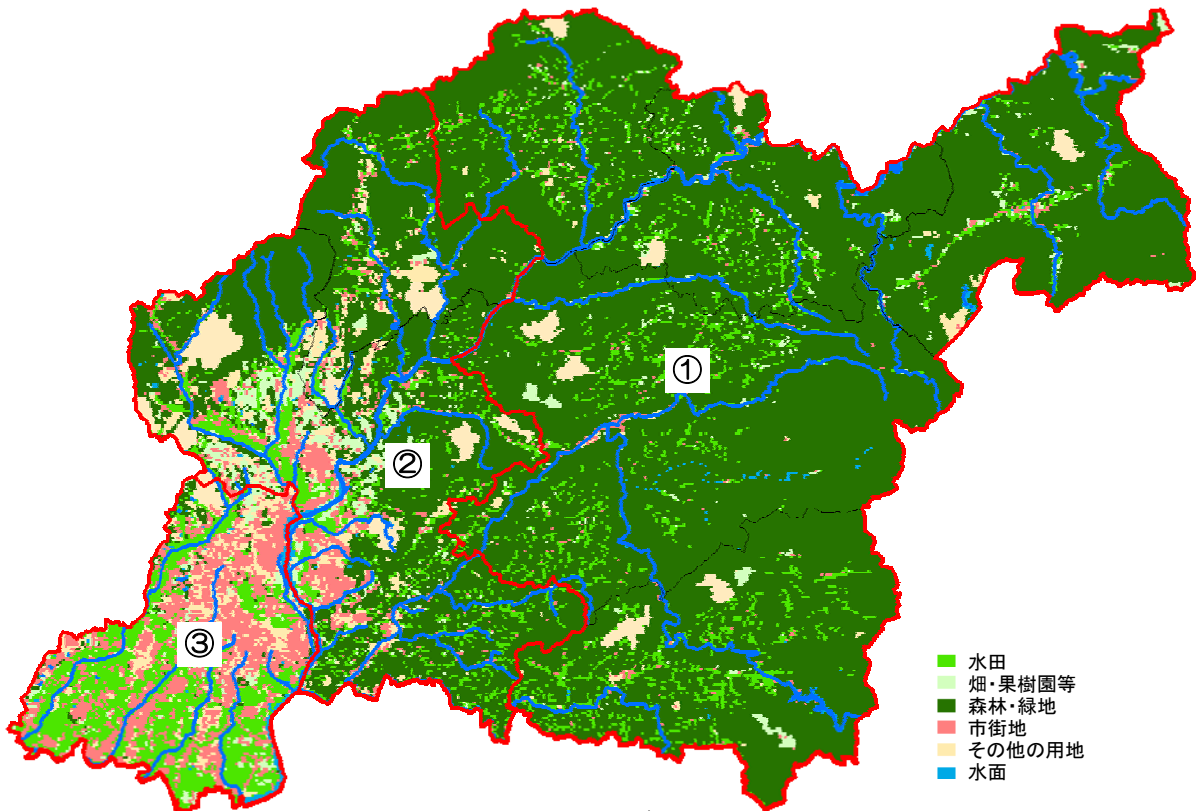 ①
②
③
水田
畑・果樹園等
森林・緑地
市街地
その他の用地
水面